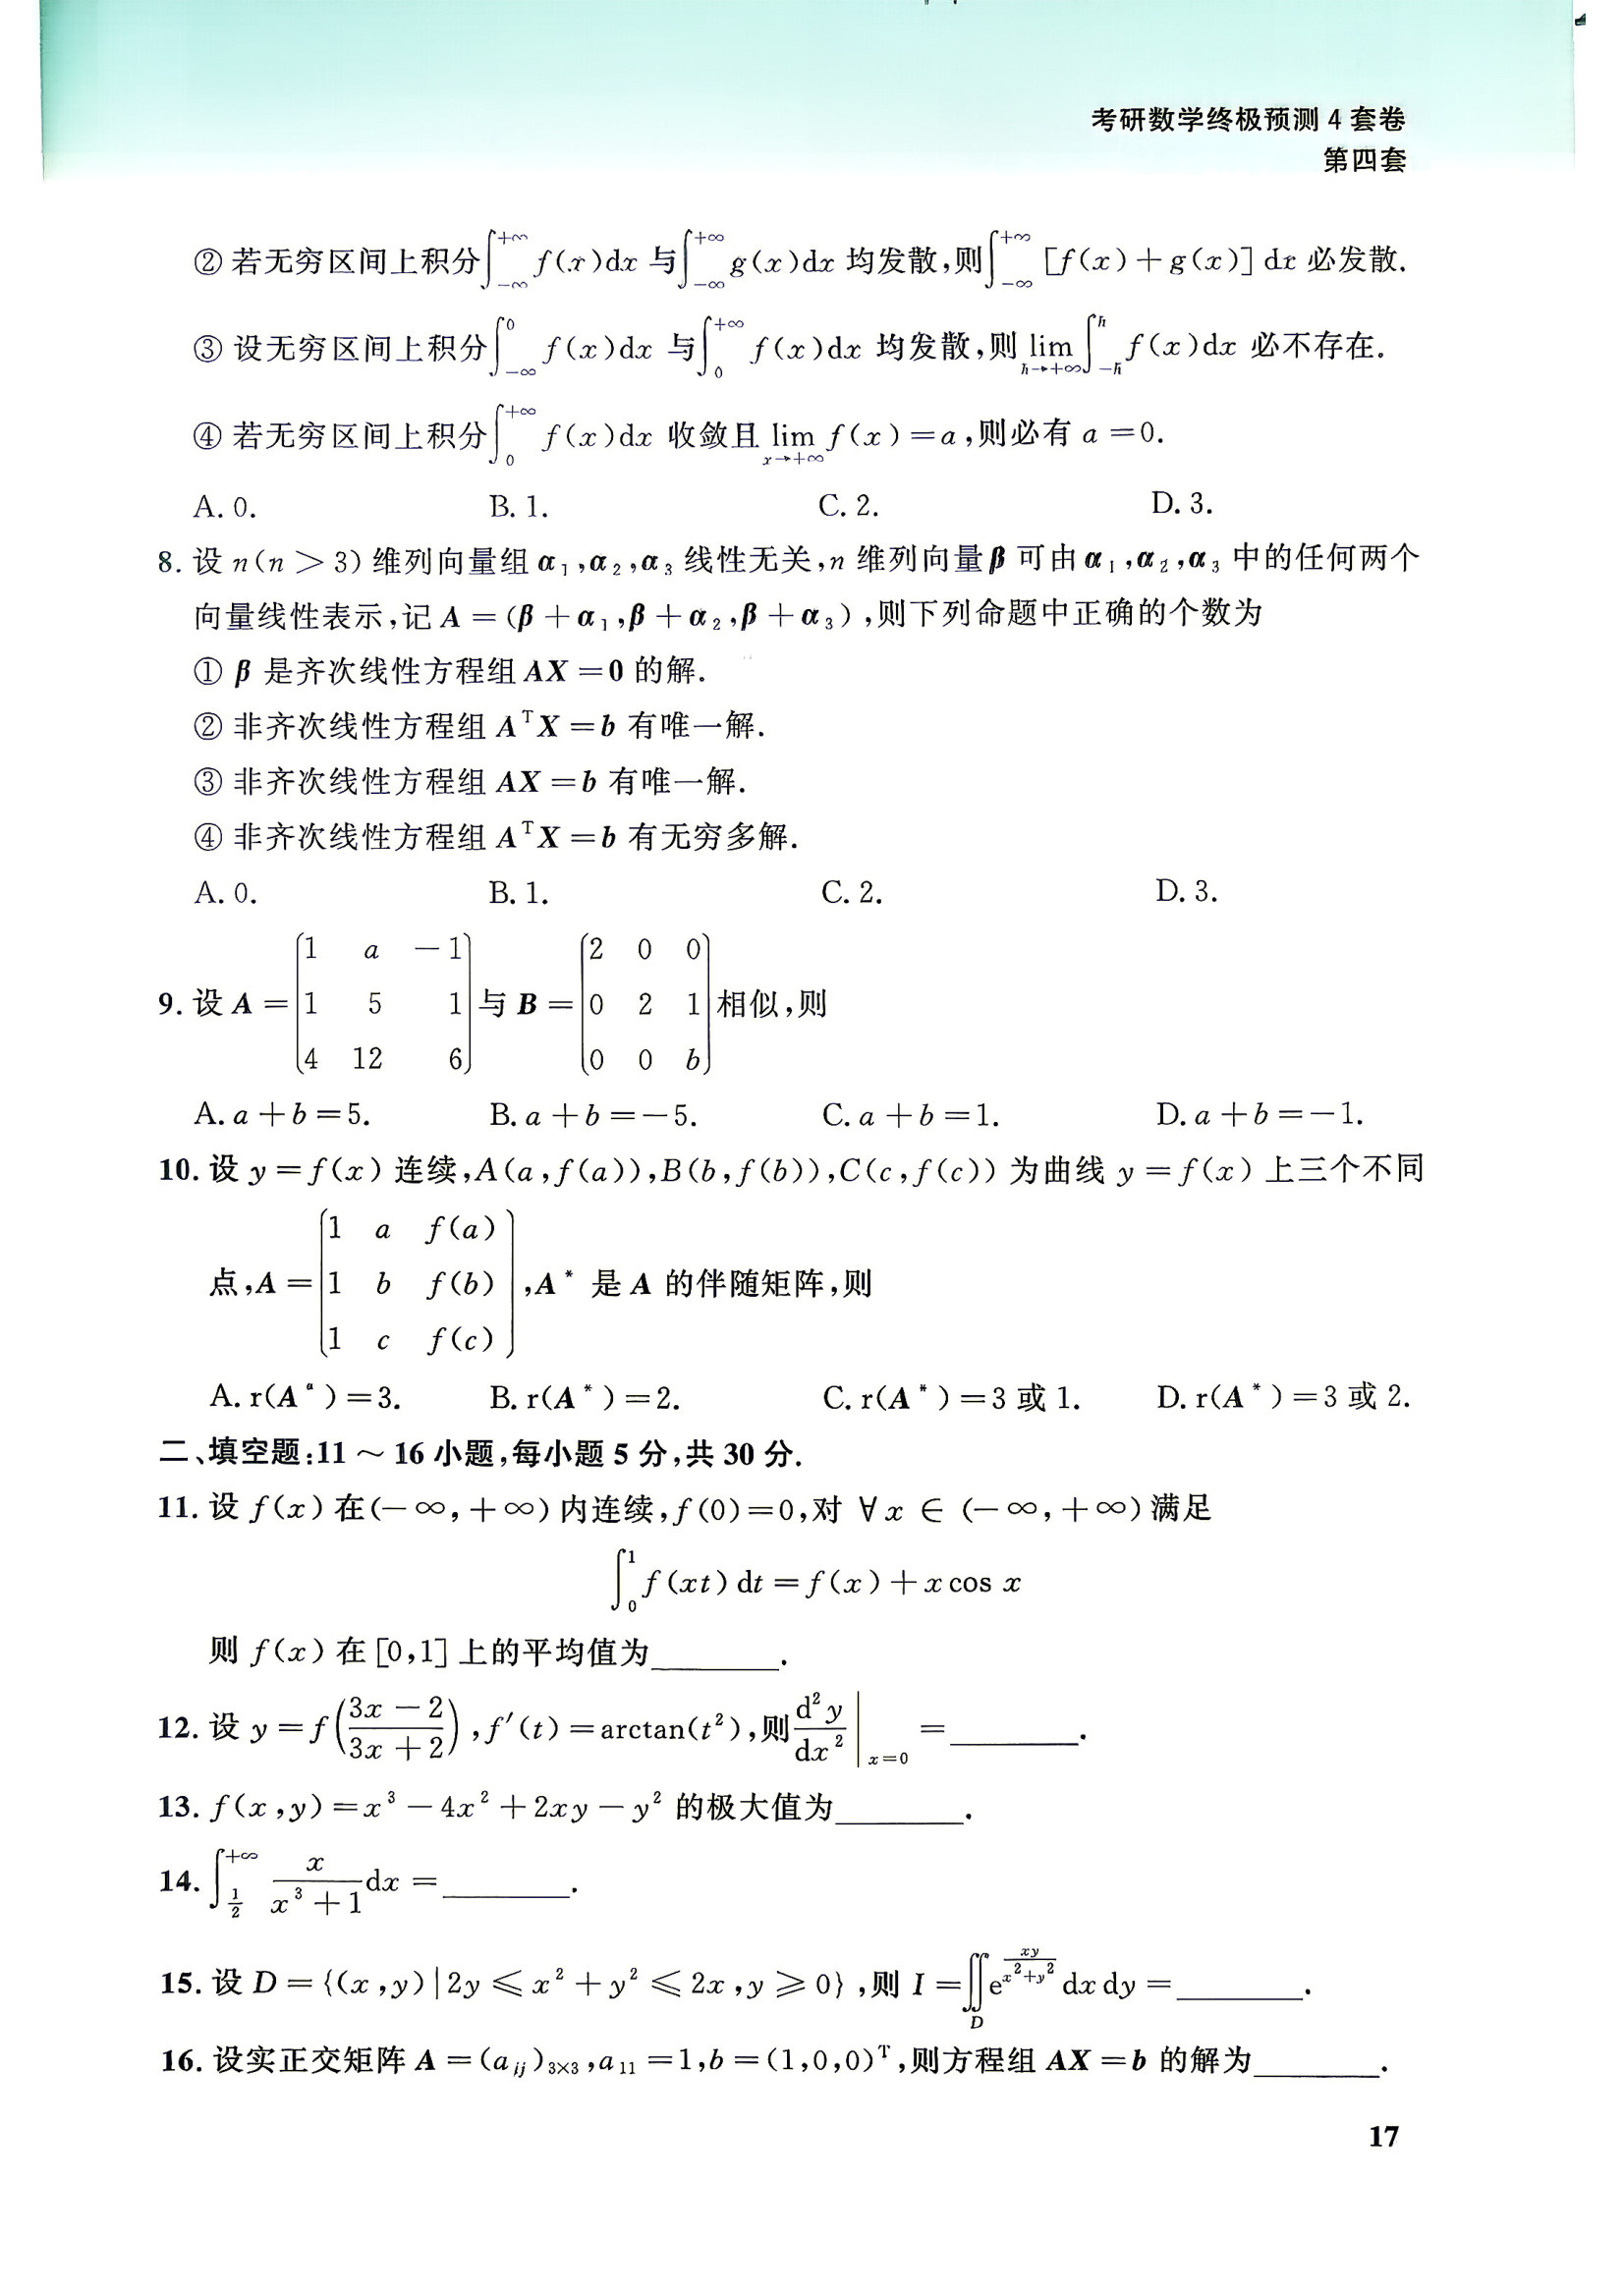 考研数学终极预测 4 套卷
第四套
② 若无穷区间上积分∫_{-∞}^{+∞} f(x)dx 与∫_{-∞}^{+∞} g(x)dx 均发散,则∫_{-∞}^{+∞} [f(x)+g(x)] dx 必发散.
③ 设无穷区间上积分∫_{-∞}^{0} f(x)dx 与∫_{0}^{+∞} f(x)dx 均发散,则 lim_{h→+∞}∫_{-h}^{h} f(x)dx 必不存在.
④ 若无穷区间上积分∫_{0}^{+∞} f(x)dx 收敛且 lim_{x→+∞} f(x)=a,则必有 a=0.
A. 0. B. 1. C. 2. D. 3.
8. 设 n(n>3) 维列向量组 α₁,α₂,α₃ 线性无关,n 维列向量 β 可由 α₁,α₂,α₃ 中的任何两个
向量线性表示,记 A=(β+α₁,β+α₂,β+α₃),则下列命题中正确的个数为
① β 是齐次线性方程组 AX=0 的解.
② 非齐次线性方程组 AᵀX=b 有唯一解.
③ 非齐次线性方程组 AX=b 有唯一解.
④ 非齐次线性方程组 AᵀX=b 有无穷多解.
A. 0. B. 1. C. 2. D. 3.
1 a −1 2 0 0
9. 设 A= 1 5 1 与 B= 0 2 1 相似,则
4 12 6 0 0 b
A. a+b=5. B. a+b=−5. C. a+b=1. D. a+b=−1.
10. 设 y=f(x) 连续,A(a,f(a)),B(b,f(b)),C(c,f(c)) 为曲线 y=f(x) 上三个不同
1 a f(a)
点,A= 1 b f(b) ,A* 是 A 的伴随矩阵,则
1 c f(c)
A. r(A*)=3. B. r(A*)=2. C. r(A*)=3 或 1. D. r(A*)=3 或 2.
二、填空题:11～16 小题,每小题 5 分,共 30 分.
11. 设 f(x) 在(−∞,+∞) 内连续,f(0)=0,对 ∀x∈(−∞,+∞) 满足
∫_{0}^{1} f(xt) dt=f(x)+x cos x
则 f(x) 在 [0,1] 上的平均值为________.
12. 设 y=f((3x−2)/(3x+2)),f′(t)=arctan(t²),则 d²y/dx² |_{x=0} =________.
13. f(x,y)=x³−4x²+2xy−y² 的极大值为________.
14. ∫_{1/2}^{+∞} x/(x³+1) dx=________.
15. 设 D={(x,y)|2y≤x²+y²≤2x,y≥0},则 I=∬_D e^{xy/(x²+y²)} dx dy=________.
16. 设实正交矩阵 A=(a_{ij})_{3×3},a₁₁=1,b=(1,0,0)ᵀ,则方程组 AX=b 的解为________.
17